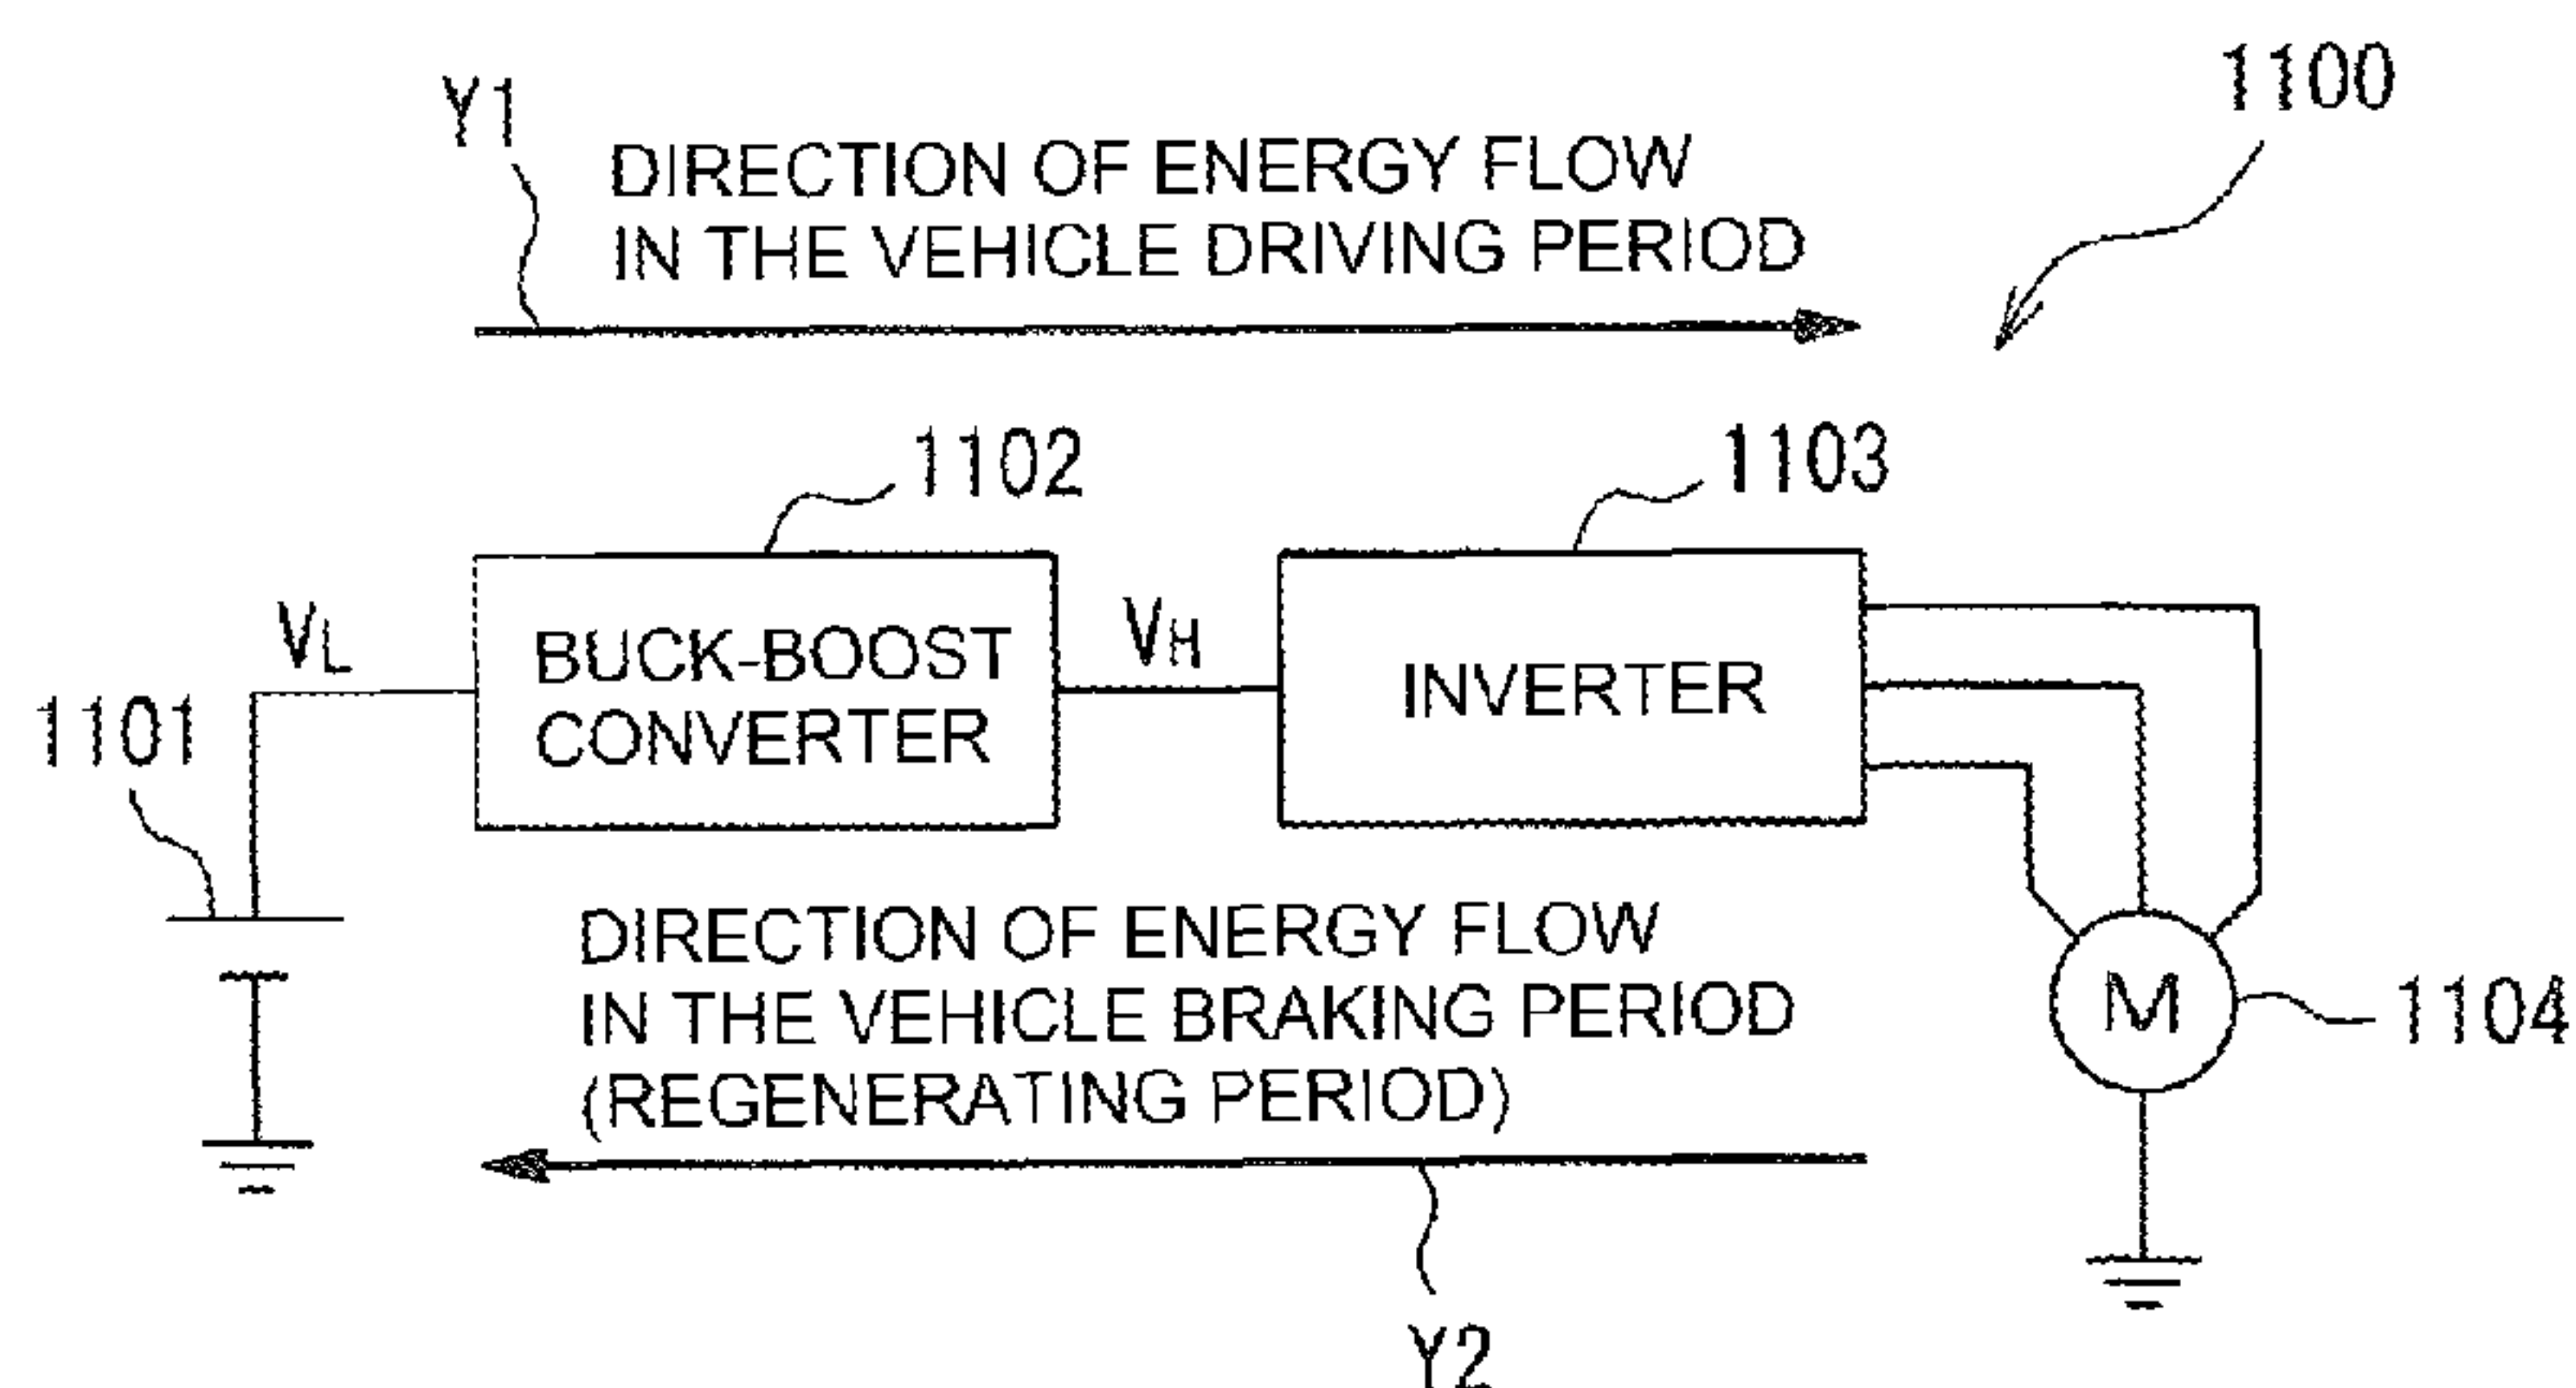 Y1
1100
DIRECTION OF ENERGY FLOW
IN THE VEHICLE DRIVING PERIOD
1102
1103
VL
VH
1101
BUCK-BOOST
CONVERTER
INVERTER
DIRECTION OF ENERGY FLOW
IN THE VEHICLE BRAKING PERIOD
(REGENERATING PERIOD)
M
1104
Y2